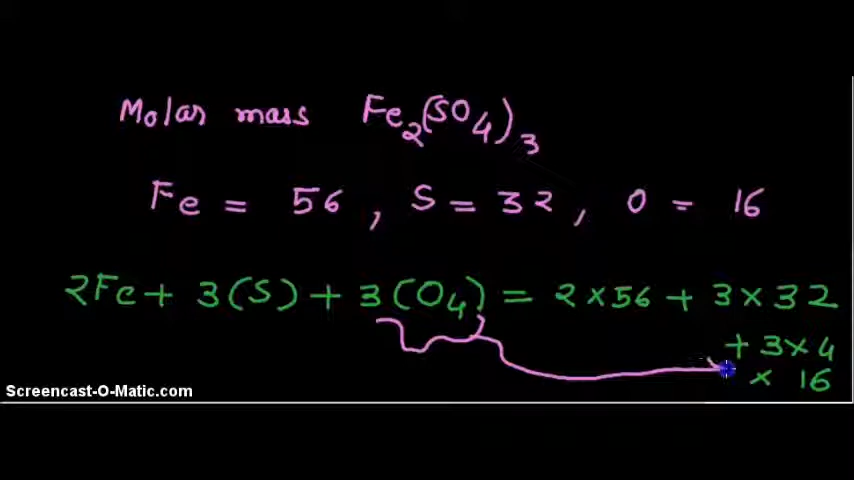 Molar mass Fe₂(SO₄)₃
Fe = 56 , S = 32 , O = 16
2Fe + 3(S) + 3(O₄) = 2 × 56 + 3 × 32
+ 3 × 4
× 16
Screencast-O-Matic.com